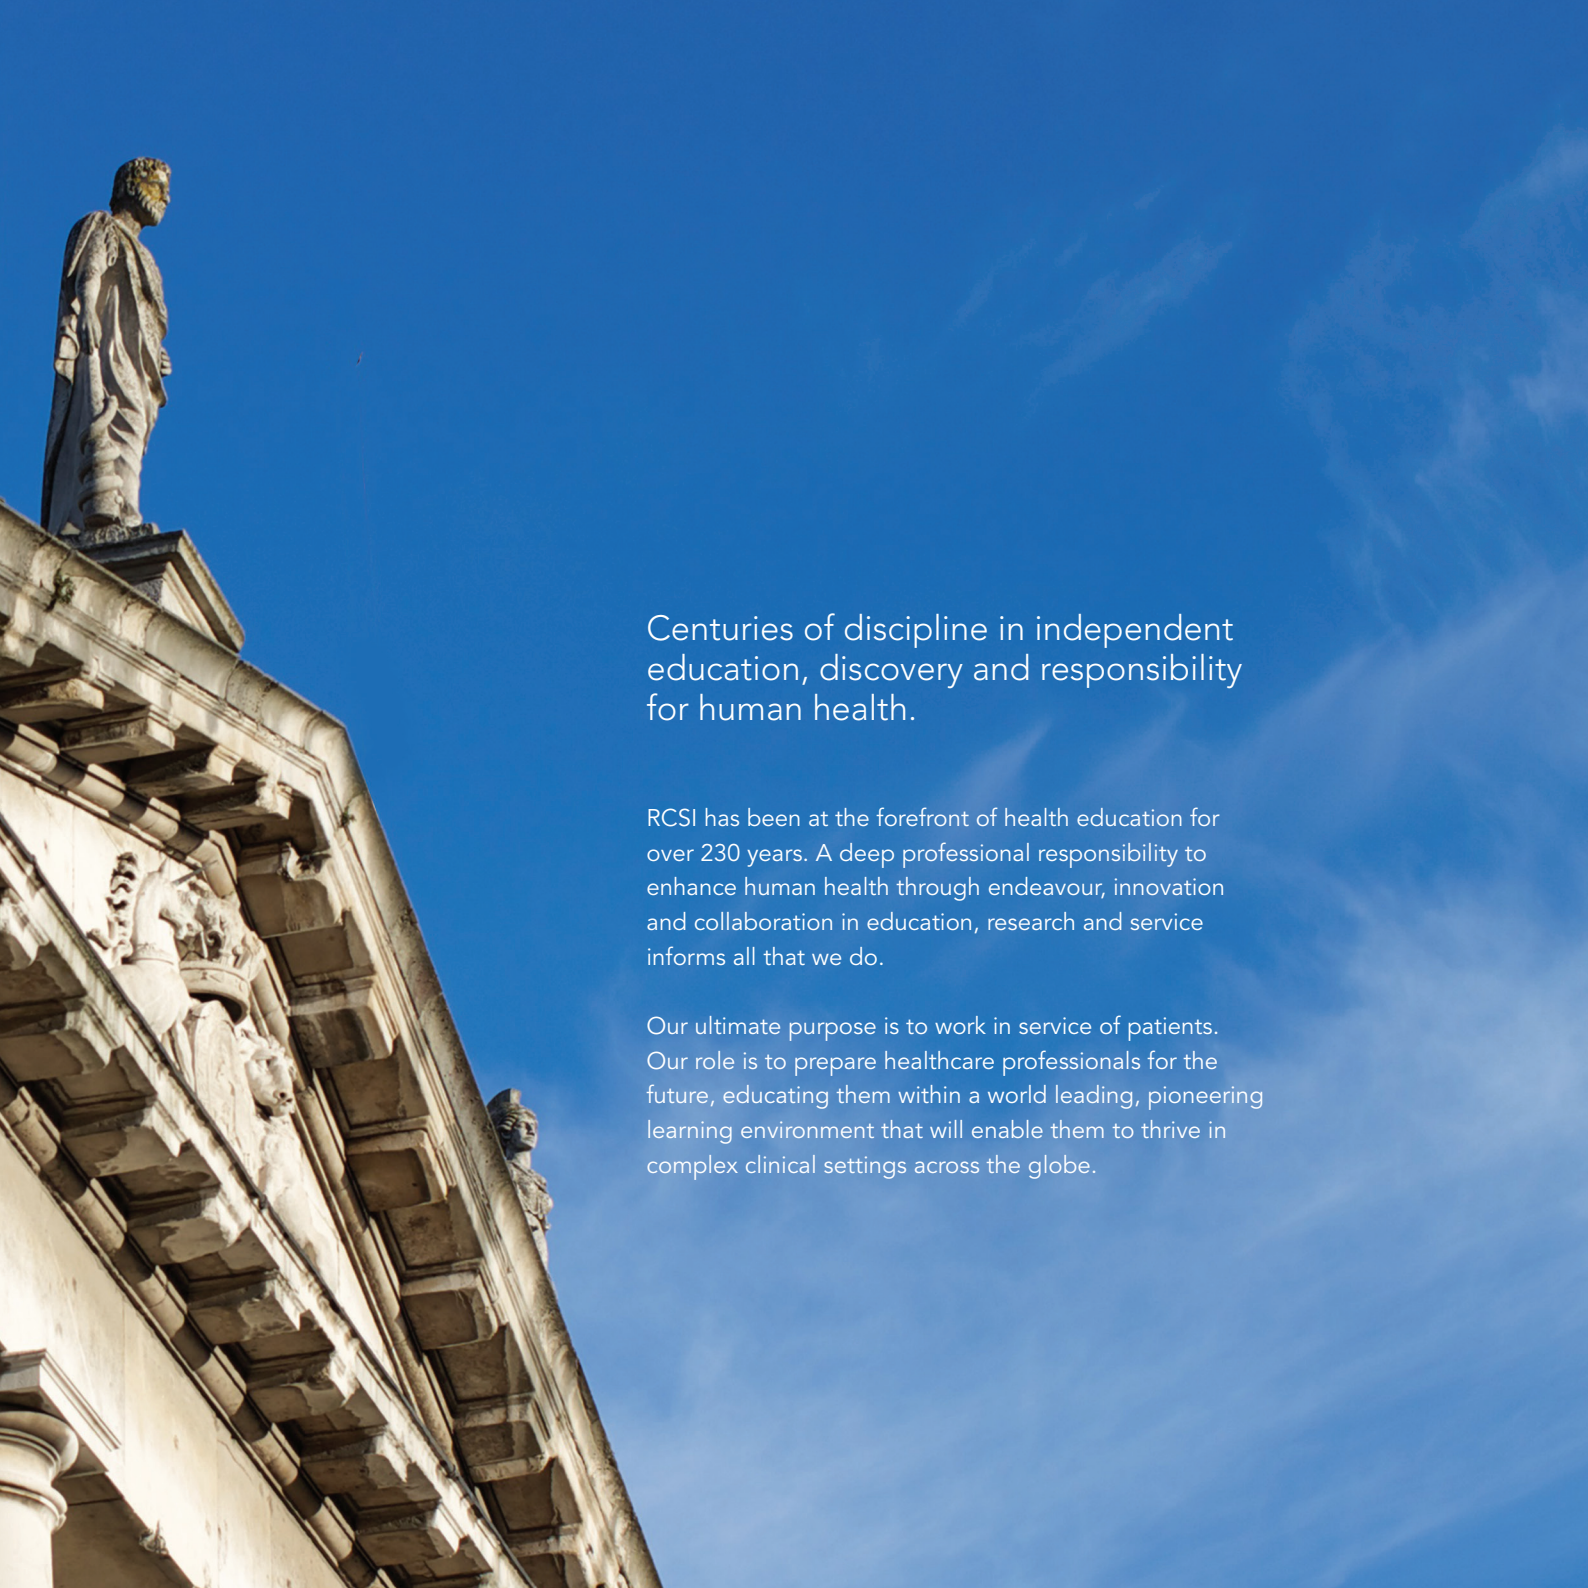 Centuries of discipline in independent
education, discovery and responsibility
for human health.
RCSI has been at the forefront of health education for
over 230 years. A deep professional responsibility to
enhance human health through endeavour, innovation
and collaboration in education, research and service
informs all that we do.
Our ultimate purpose is to work in service of patients.
Our role is to prepare healthcare professionals for the
future, educating them within a world leading, pioneering
learning environment that will enable them to thrive in
complex clinical settings across the globe.